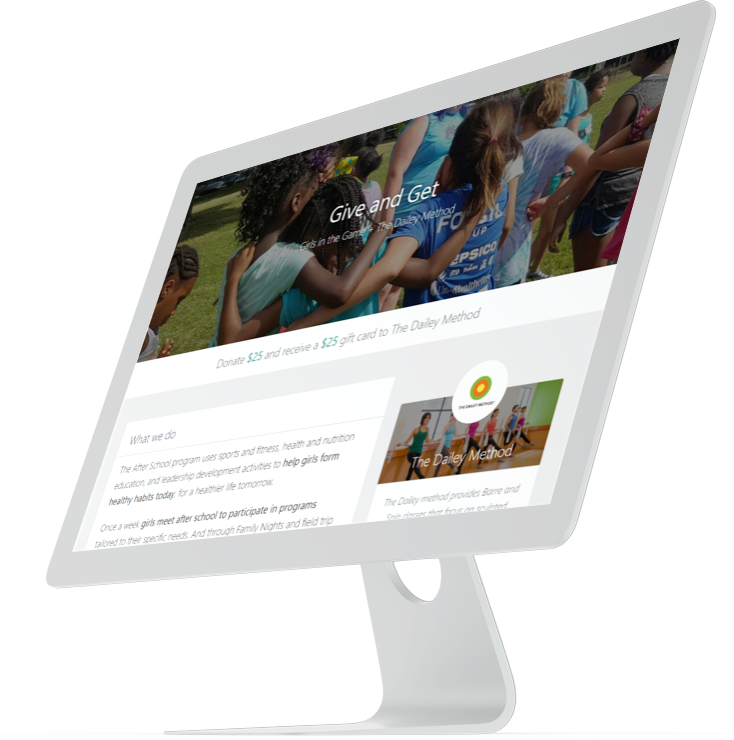 Give and Get
Girls in the Game + The Dailey Method
UP
PEPSICO
Donate $25 and receive a $25 gift card to The Dailey Method
What we do
The After School program uses sports and fitness, health and nutrition
education, and leadership development activities to help girls form
healthy habits today, for a healthier life tomorrow.
Once a week girls meet after school to participate in programs
tailored to their specific needs. And through Family Nights and field trip
THE DAILEY METHOD
The Dailey Method
The Dailey method provides Barre and
Spin classes that focus on sculpted